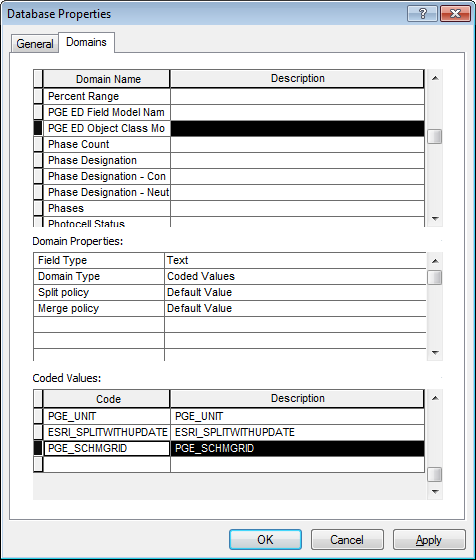 Database Properties
General Domains
Domain Name Description
Percent Range
PGE ED Field Model Nam
PGE ED Object Class Mo
Phase Count
Phase Designation
Phase Designation - Con
Phase Designation - Neut
Phases
Photocell Status
Domain Properties:
Field Type Text
Domain Type Coded Values
Split policy Default Value
Merge policy Default Value
Coded Values:
Code Description
PGE_UNIT PGE_UNIT
ESRI_SPLITWITHUPDATE ESRI_SPLITWITHUPDATE
PGE_SCHMGRID PGE_SCHMGRID
OK Cancel Apply